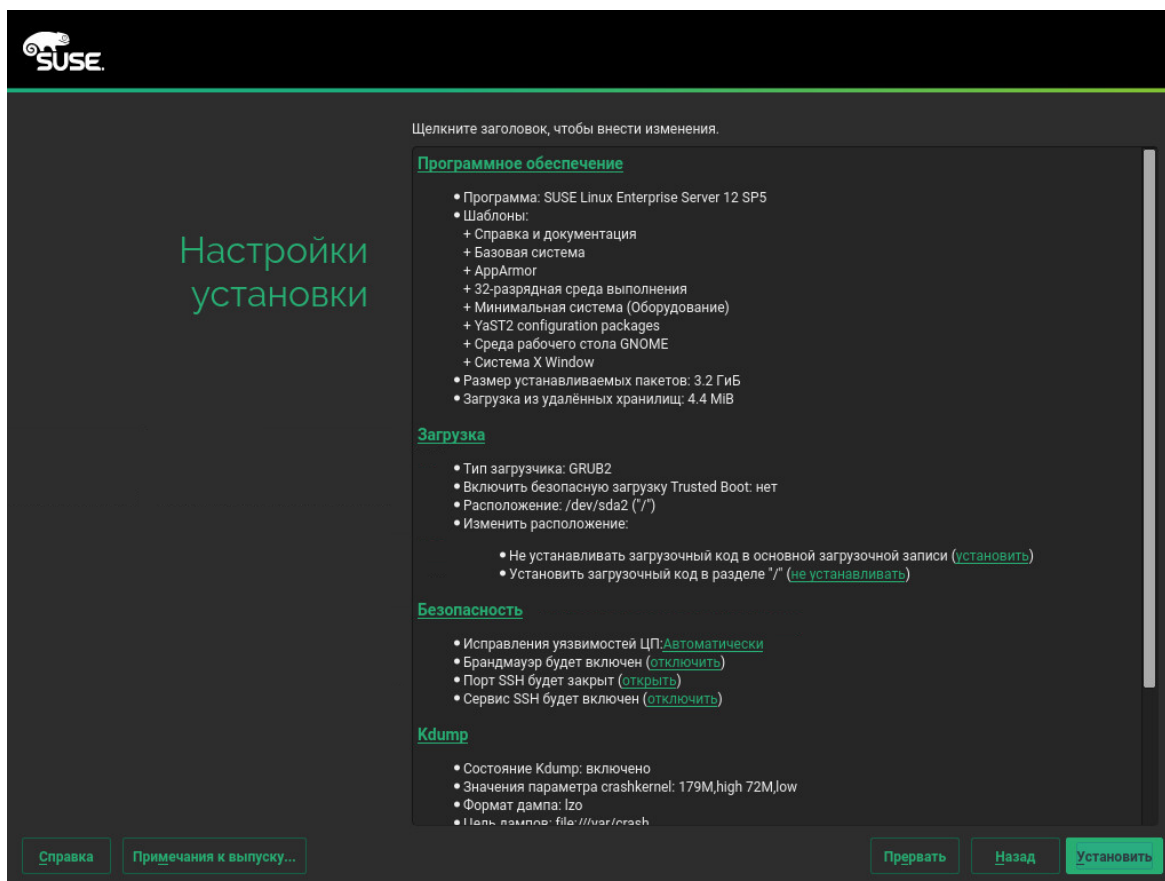 SUSE.
Щелкните заголовок, чтобы внести изменения.
Настройки
установки
Программное обеспечение
Программа: SUSE Linux Enterprise Server 12 SP5
Шаблоны:
+ Справка и документация
+ Базовая система
+ AppArmor
+ 32-разрядная среда выполнения
+ Минимальная система (Оборудование)
+ YaST2 configuration packages
+ Среда рабочего стола GNOME
+ Система X Window
Размер устанавливаемых пакетов: 3.2 ГиБ
Загрузка из удалённых хранилищ: 4.4 MiB
Загрузка
Тип загрузчика: GRUB2
Включить безопасную загрузку Trusted Boot: нет
Расположение: /dev/sda2 ("/")
Изменить расположение:
Не устанавливать загрузочный код в основной загрузочной записи (установить)
Установить загрузочный код в разделе "/" (не устанавливать)
Безопасность
Исправления уязвимостей ЦП:Автоматически
Брандмауэр будет включен (отключить)
Порт SSH будет закрыт (открыть)
Сервис SSH будет включен (отключить)
Kdump
Состояние Kdump: включено
Значения параметра crashkernel: 179M,high 72M,low
Формат дампа: lzo
Цель дампов: file:///var/crash
Справка
Примечания к выпуску...
Прервать
Назад
Установить